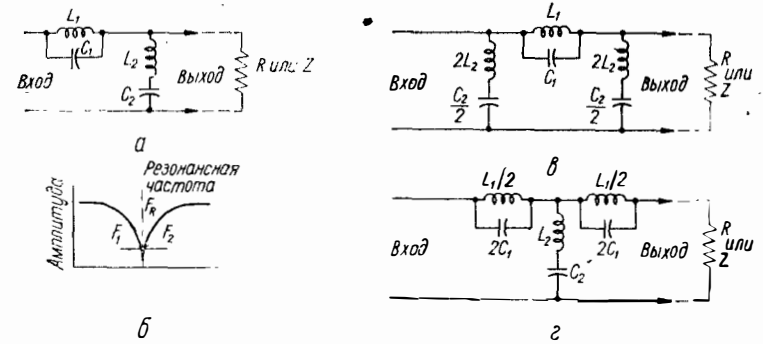 L₁
C₁
L₂
C₂
Вход
Выход
R или Z
а
Резонансная
частота
Fʀ
F₁
F₂
Амплитуда
б
L₁
C₁
2L₂
2L₂
C₂/2
C₂/2
Вход
Выход
R
или
Z
в
L₁/2
L₁/2
2C₁
2C₁
L₂
C₂
Вход
Выход
R
или
Z
г